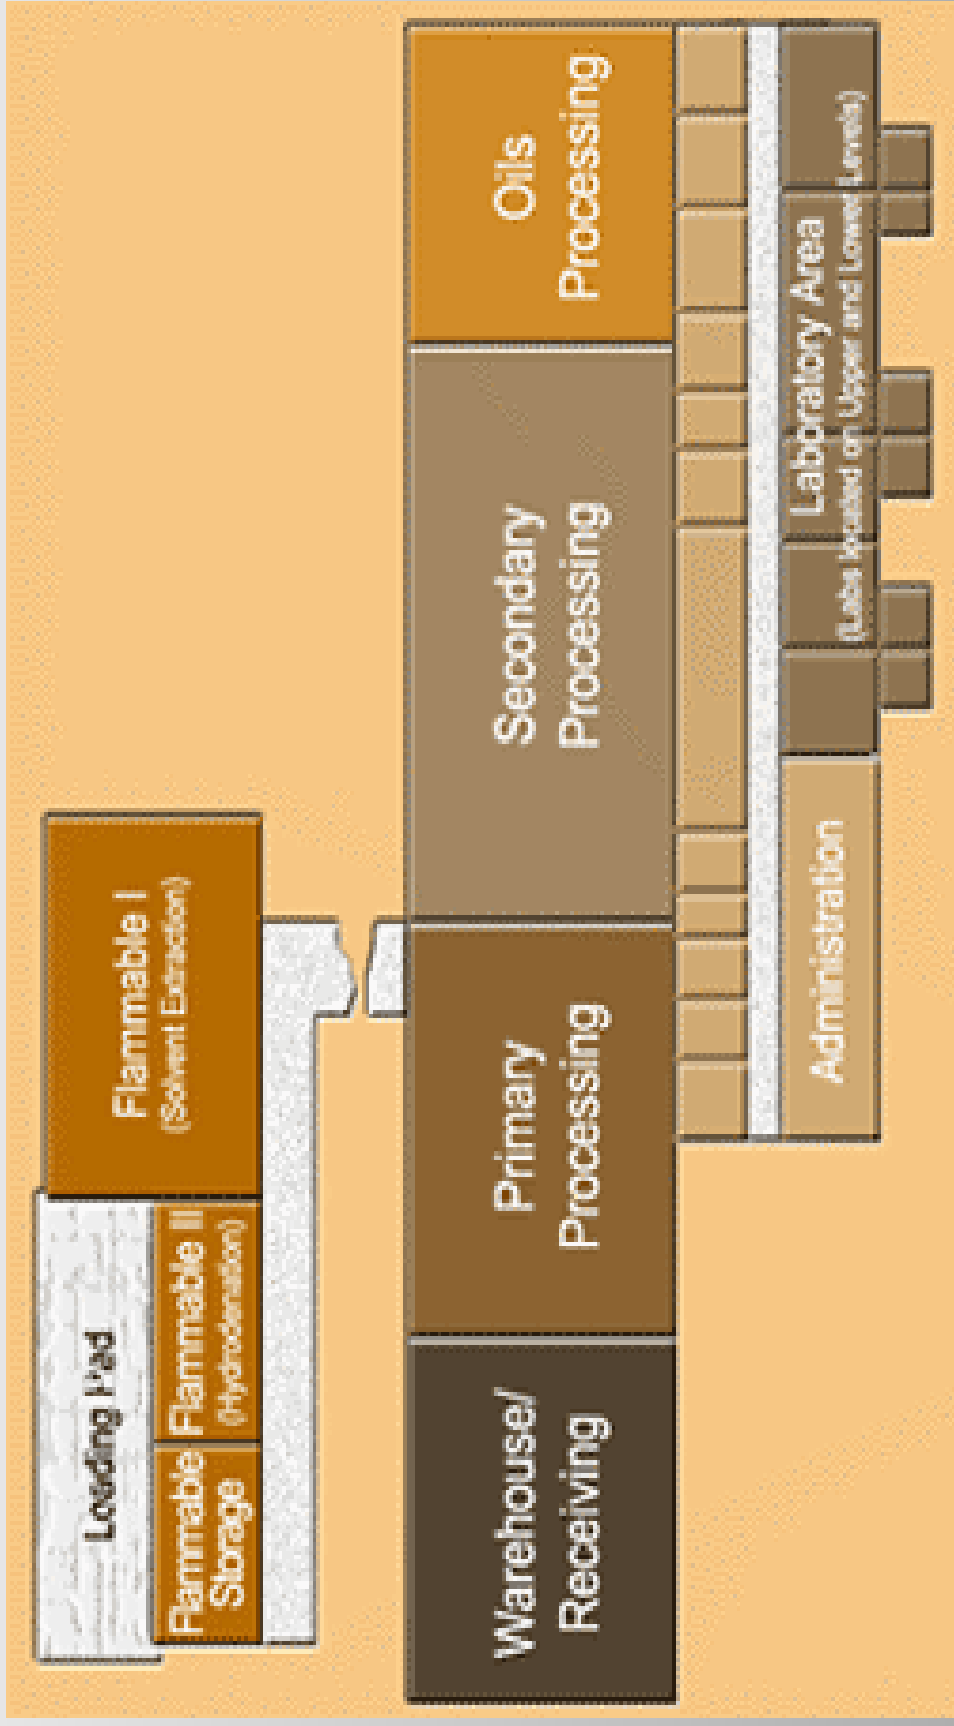 Loading Pad
Flammable
Storage
Flammable II
(Hydrodenation)
Flammable I
(Solvent Extraction)
Warehouse/
Receiving
Primary
Processing
Secondary
Processing
Oils
Processing
Administration
Laboratory Area
(Labs located on Upper and Lower Levels)